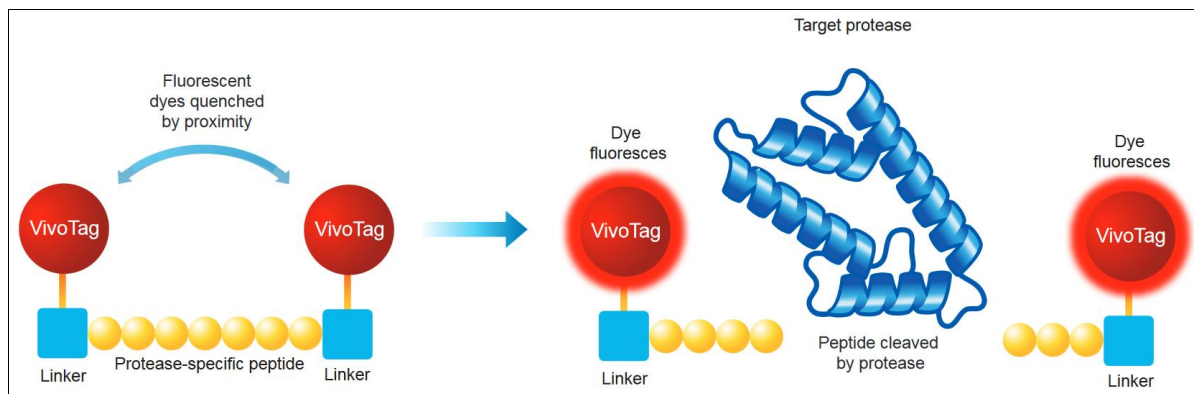 Fluorescent
dyes quenched
by proximity
VivoTag
VivoTag
Linker
Protease-specific peptide
Linker
Target protease
Dye
fluoresces
VivoTag
Linker
Peptide cleaved
by protease
Dye
fluoresces
VivoTag
Linker